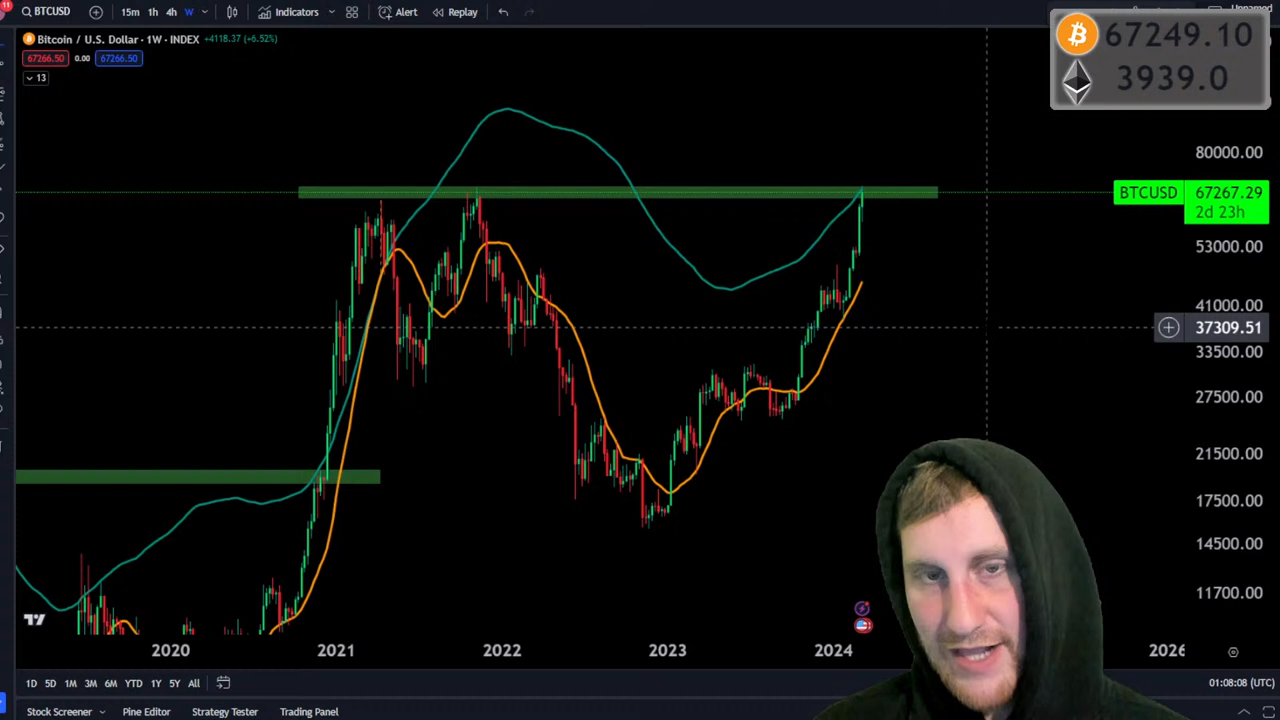 11
BTCUSD
15m 1h 4h W
Indicators
Alert
Replay
Unnamed
Bitcoin / U.S. Dollar · 1W · INDEX +4118.37 (+6.52%)
67266.50 0.00 67266.50
13
67249.10
3939.0
80000.00
BTCUSD 67267.29
2d 23h
53000.00
41000.00
37309.51
33500.00
27500.00
21500.00
17500.00
14500.00
11700.00
2020 2021 2022 2023 2024 2026
1D 5D 1M 3M 6M YTD 1Y 5Y All
01:08:08 (UTC)
Stock Screener Pine Editor Strategy Tester Trading Panel